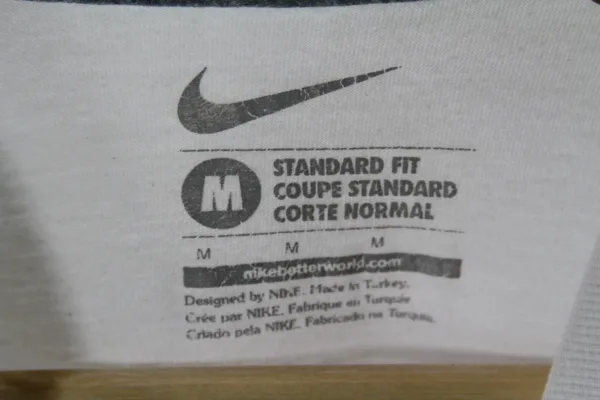 M
STANDARD FIT
COUPE STANDARD
CORTE NORMAL
M M M
nikebetterworld.com
Designed by NIKE. Made in Turkey.
Crée par NIKE. Fabrique en Turquie
Criado pela NIKE. Fabricado na Turquia.